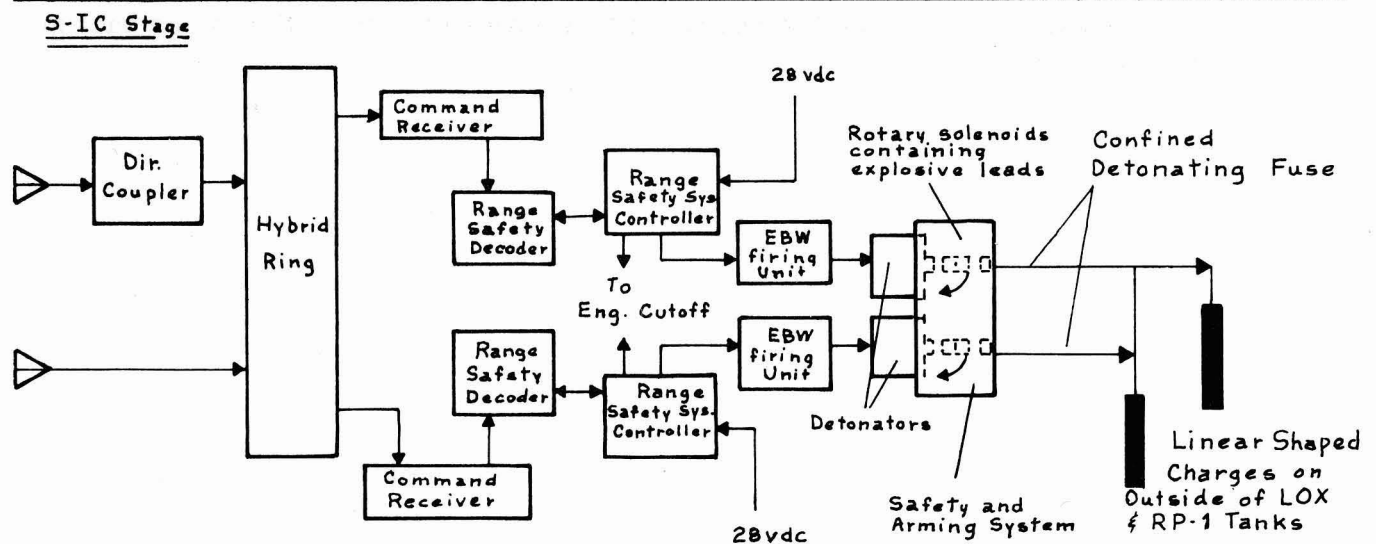 S-IC Stage
28 vdc
Command
Receiver
Rotary solenoids
containing
explosive leads
Confined
Detonating Fuse
Dir.
Coupler
Hybrid
Ring
Range
Safety
Decoder
Range
Safety Sys.
Controller
EBW
firing
Unit
To
Eng. Cutoff
Range
Safety
Decoder
Range
Safety Sys.
Controller
EBW
firing
Unit
Detonators
Command
Receiver
28vdc
Safety and
Arming System
Linear Shaped
Charges on
Outside of LOX
& RP-1 Tanks